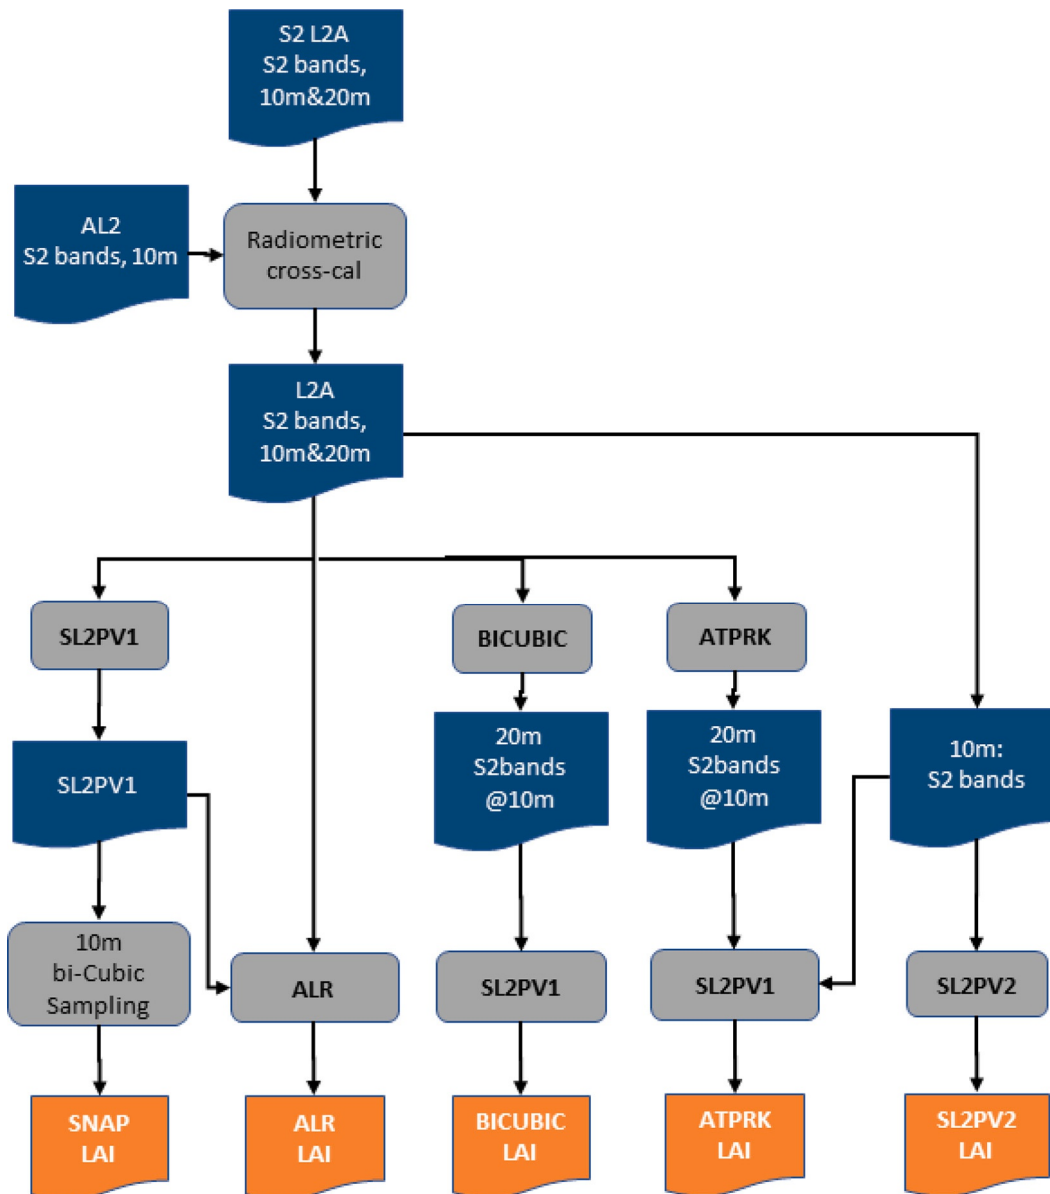 S2 L2A
S2 bands,
10m&20m
AL2
S2 bands, 10m
Radiometric
cross-cal
L2A
S2 bands,
10m&20m
SL2PV1
BICUBIC
ATPRK
SL2PV1
20m
S2bands
@10m
20m
S2bands
@10m
10m:
S2 bands
10m
bi-Cubic
Sampling
ALR
SL2PV1
SL2PV1
SL2PV2
SNAP
LAI
ALR
LAI
BICUBIC
LAI
ATPRK
LAI
SL2PV2
LAI